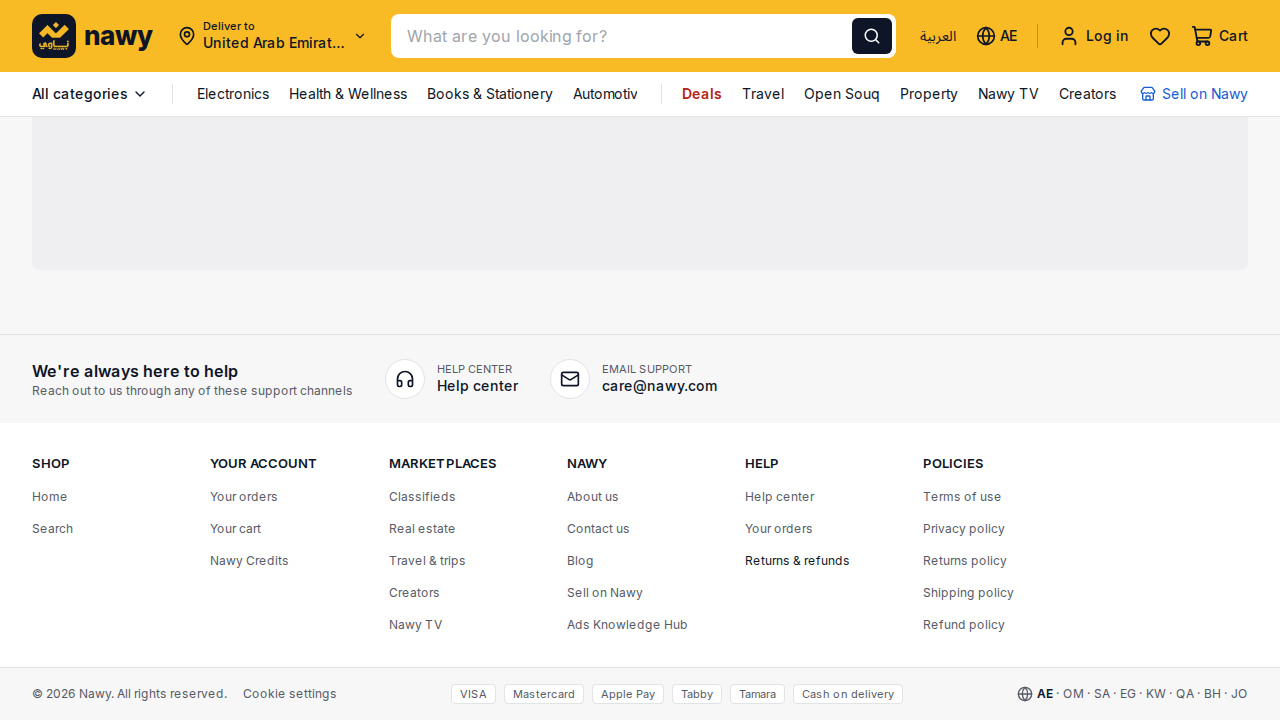 ناوي
NAWY
nawy
Deliver to
United Arab Emirat...
What are you looking for?
العربية
AE
Log in
Cart
All categories
Electronics
Health & Wellness
Books & Stationery
Automotiv
Deals
Travel
Open Souq
Property
Nawy TV
Creators
Sell on Nawy
We're always here to help
Reach out to us through any of these support channels
HELP CENTER
Help center
EMAIL SUPPORT
care@nawy.com
SHOP
Home
Search
YOUR ACCOUNT
Your orders
Your cart
Nawy Credits
MARKETPLACES
Classifieds
Real estate
Travel & trips
Creators
Nawy TV
NAWY
About us
Contact us
Blog
Sell on Nawy
Ads Knowledge Hub
HELP
Help center
Your orders
Returns & refunds
POLICIES
Terms of use
Privacy policy
Returns policy
Shipping policy
Refund policy
© 2026 Nawy. All rights reserved.
Cookie settings
VISA
Mastercard
Apple Pay
Tabby
Tamara
Cash on delivery
AE · OM · SA · EG · KW · QA · BH · JO